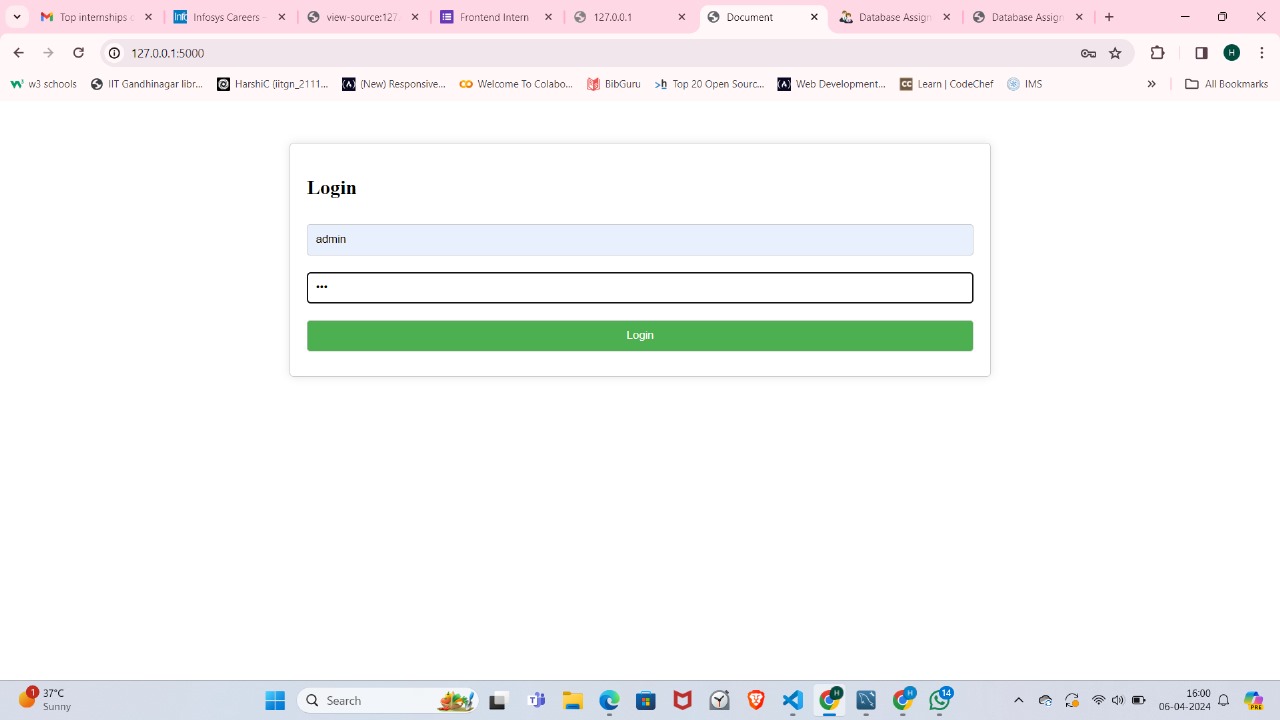 Top internships
Infosys Careers –
view-source:127.
Frontend Intern
127.0.0.1
Document
Database Assign
Database Assign
127.0.0.1:5000
H
w3 schools
IIT Gandhinagar libr...
HarshiC (iitgn_2111...
(New) Responsive...
Welcome To Colabo...
BibGuru
Top 20 Open Sourc...
Web Development...
Learn | CodeChef
IMS
All Bookmarks
Login
admin
•••
Login
1
37°C
Sunny
Search
H
H
14
16:00
06-04-2024
PRE